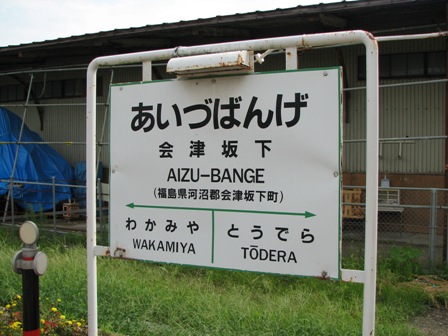 あいづばんげ
会津坂下
AIZU-BANGE
(福島県河沼郡会津坂下町)
わかみや とうでら
WAKAMIYA TŌDERA